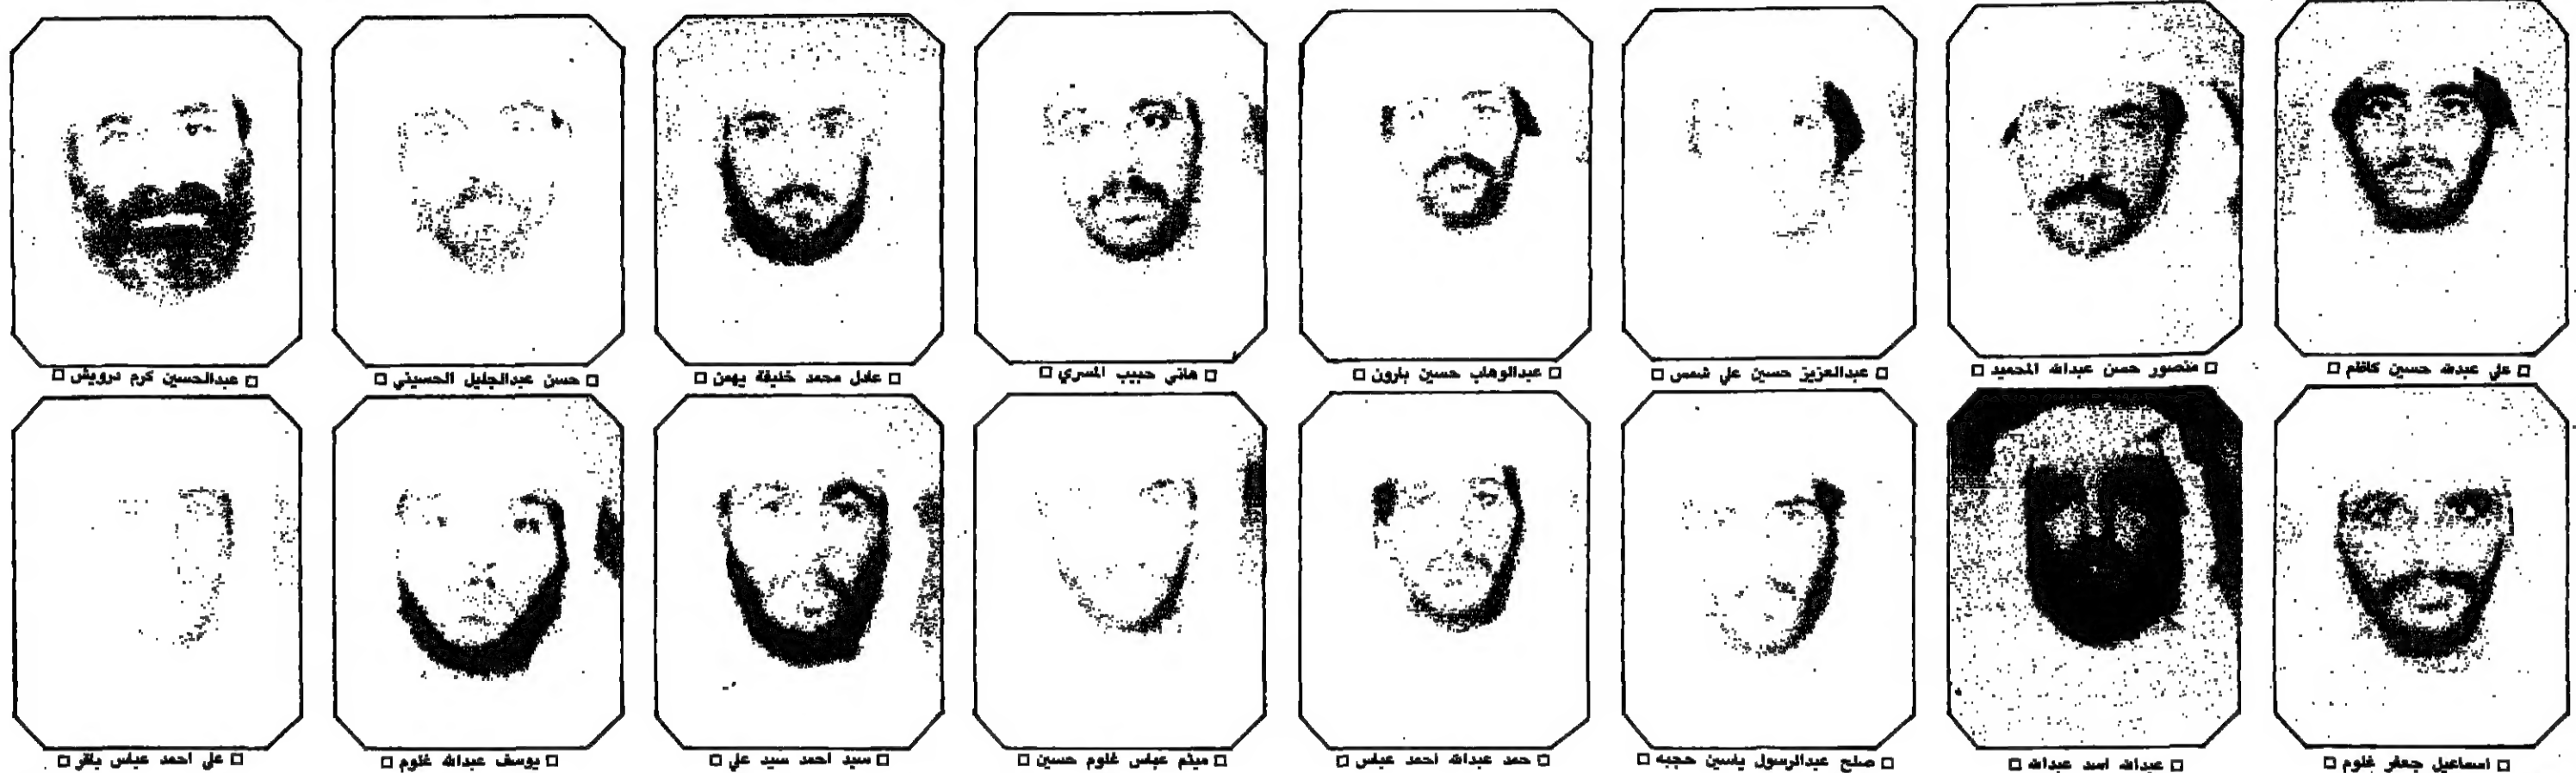 □ علي عبدالله حسين كاظم □
□ منصور حسن عبدالله المحميد □
□ عبدالعزيز حسين علي شمس □
□ عبدالوهاب حسين بارون □
□ هاني حبيب المسري □
□ عادل محمد خليفة بهمن □
□ حسن عبدالجليل الحسيني □
□ عبدالحسين كرم درويش □
□ اسماعيل جعفر غلوم □
□ عبدالله اسد عبدالله □
□ صلح عبدالرسول ياسين حجيه □
□ حمد عبدالله احمد عباس □
□ ميثم عباس غلوم حسين □
□ سيد احمد سيد علي □
□ يوسف عبدالله غلوم □
□ علي احمد عباس باقر □